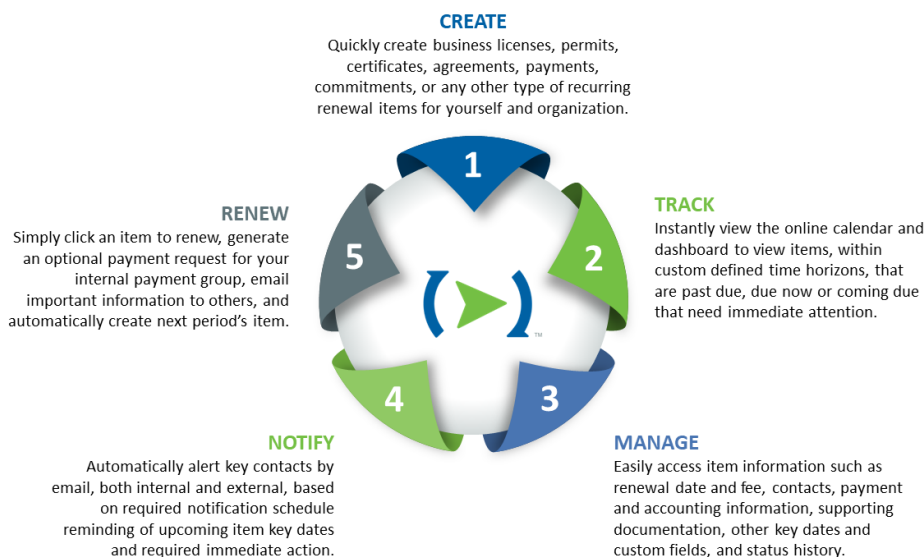 CREATE
Quickly create business licenses, permits,
certificates, agreements, payments,
commitments, or any other type of recurring
renewal items for yourself and organization.
1
TRACK
Instantly view the online calendar and
dashboard to view items, within
custom defined time horizons, that
are past due, due now or coming due
that need immediate attention.
2
MANAGE
Easily access item information such as
renewal date and fee, contacts, payment
and accounting information, supporting
documentation, other key dates and
custom fields, and status history.
3
NOTIFY
Automatically alert key contacts by
email, both internal and external, based
on required notification schedule
reminding of upcoming item key dates
and required immediate action.
4
RENEW
Simply click an item to renew, generate
an optional payment request for your
internal payment group, email
important information to others, and
automatically create next period's item.
5
TM